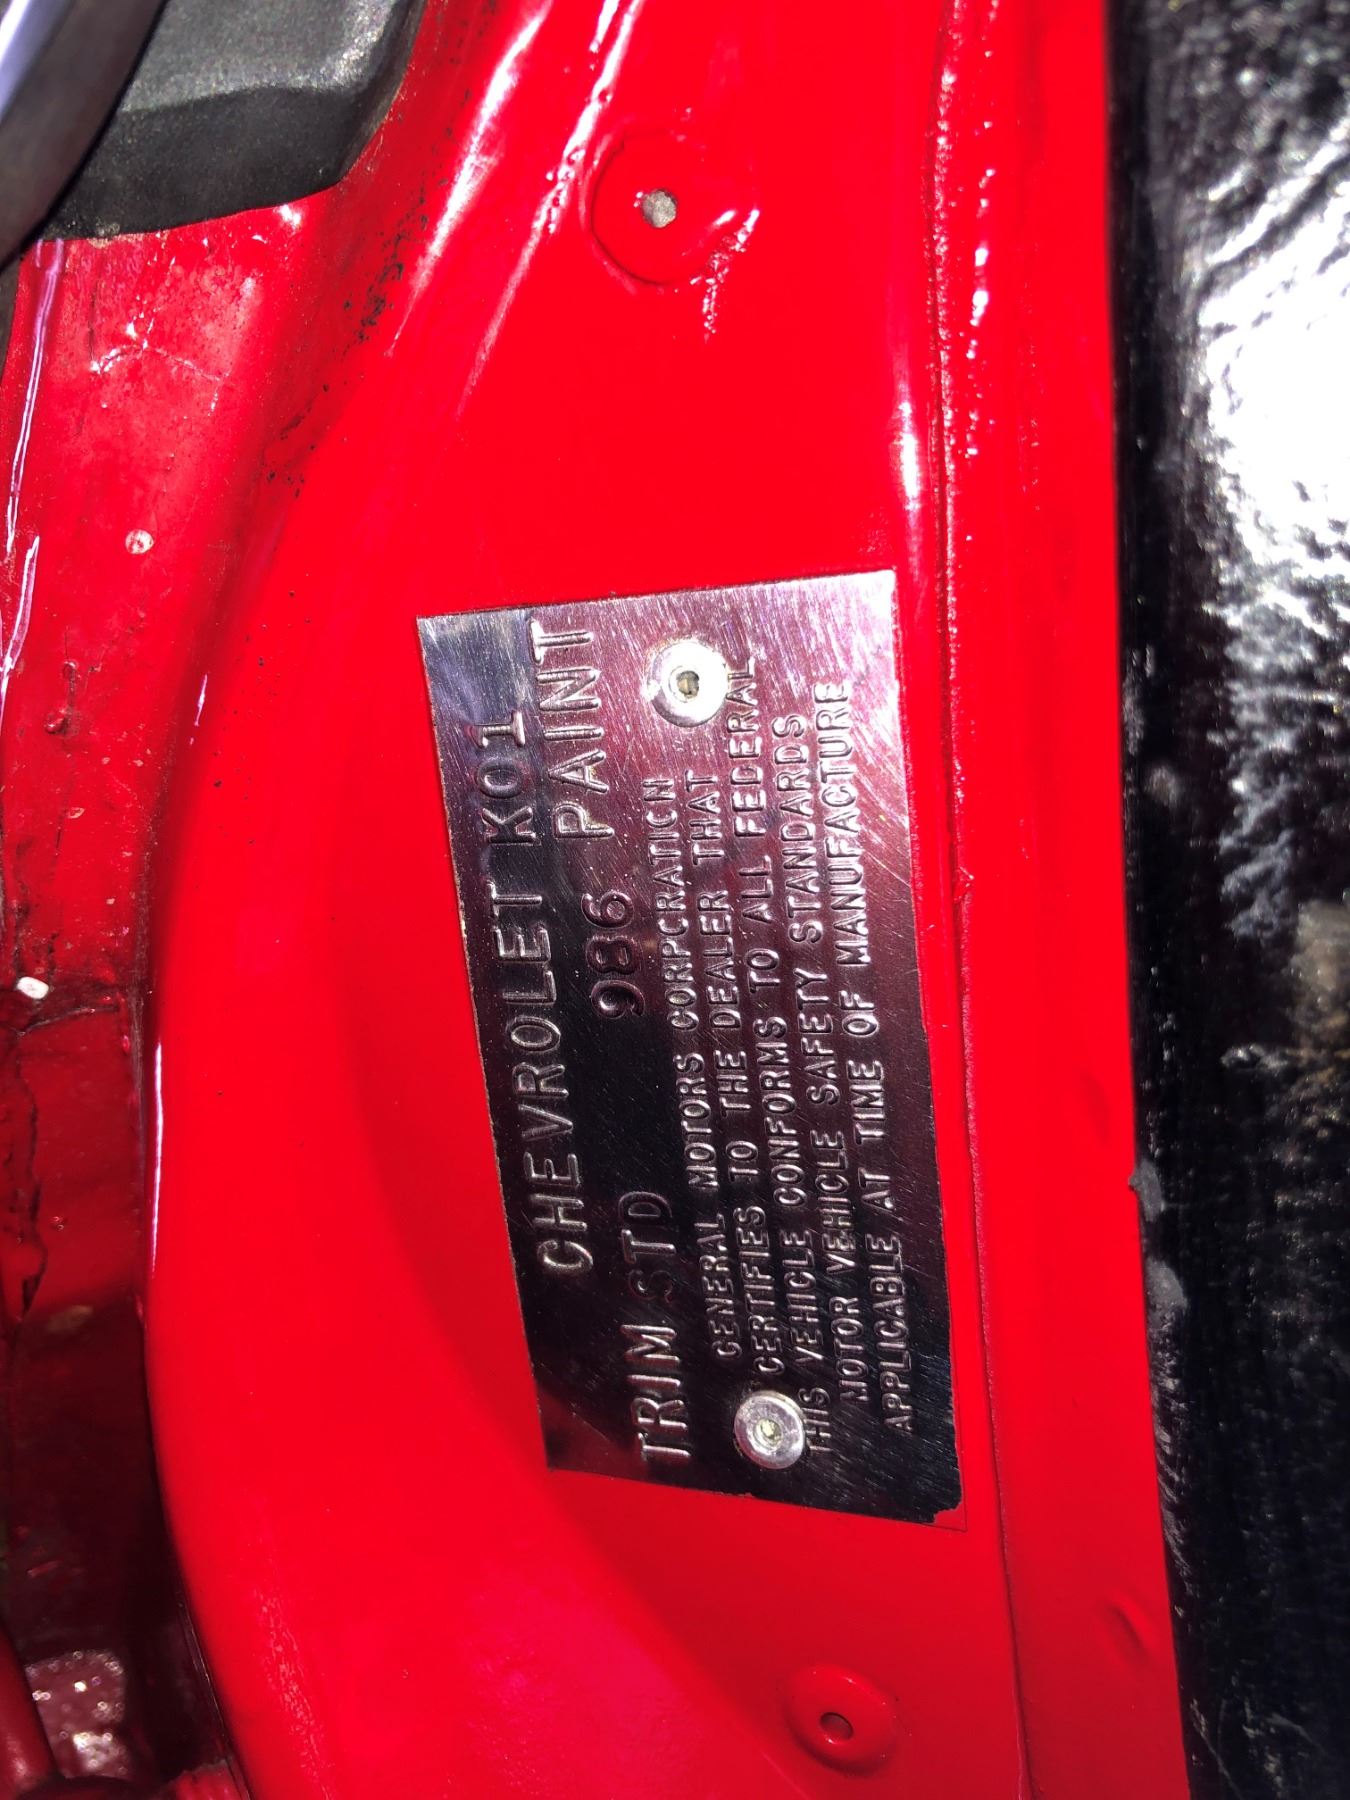 CHEVROLET K01
TRIM STD 986 PAINT
GENERAL MOTORS CORPORATION
CERTIFIES TO THE DEALER THAT
THIS VEHICLE CONFORMS TO ALL FEDERAL
MOTOR VEHICLE SAFETY STANDARDS
APPLICABLE AT TIME OF MANUFACTURE